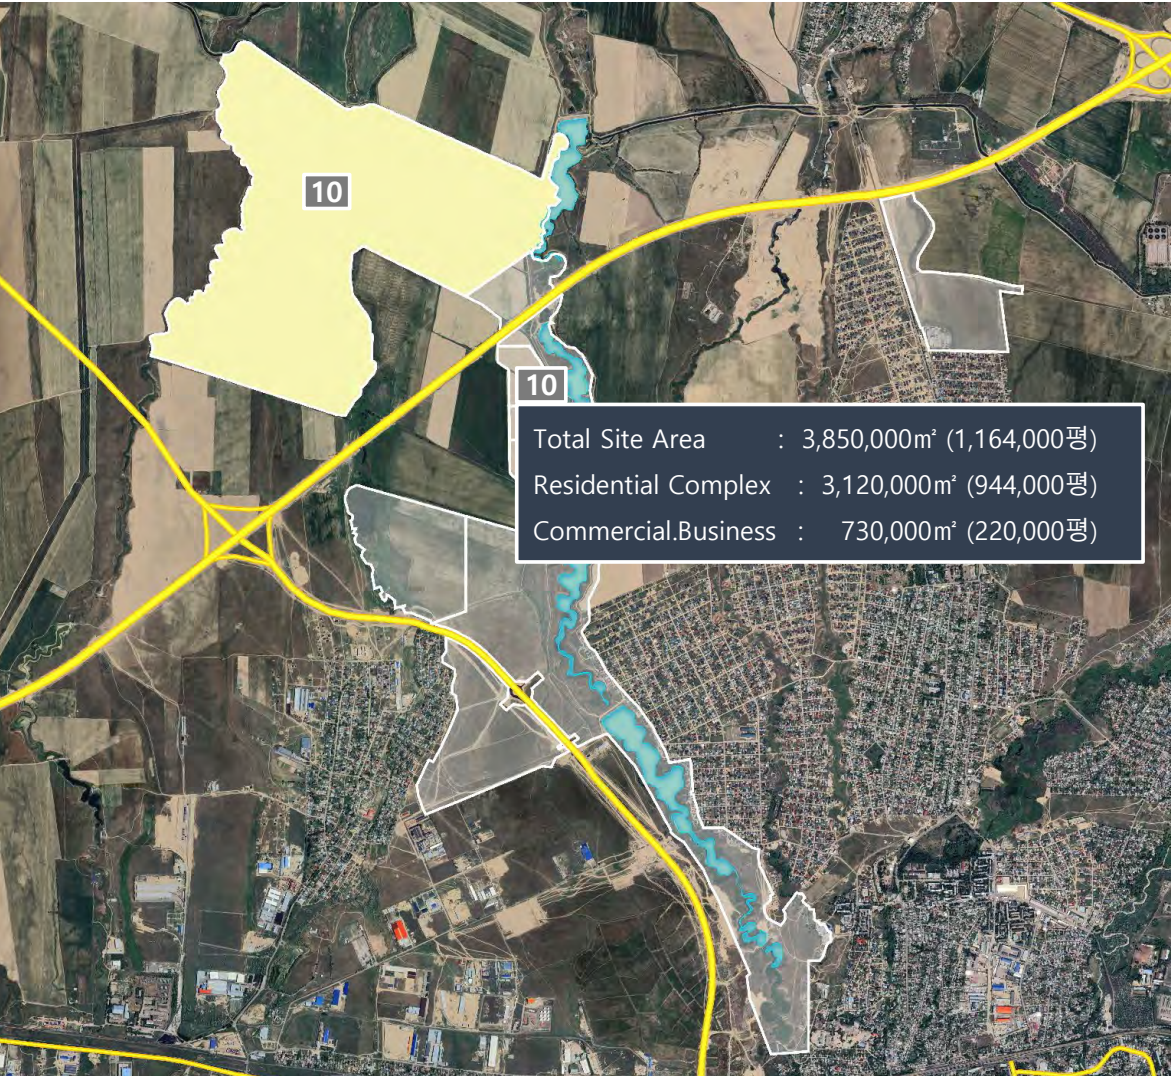 10
10
Total Site Area : 3,850,000㎡ (1,164,000평)
Residential Complex : 3,120,000㎡ (944,000평)
Commercial.Business : 730,000㎡ (220,000평)